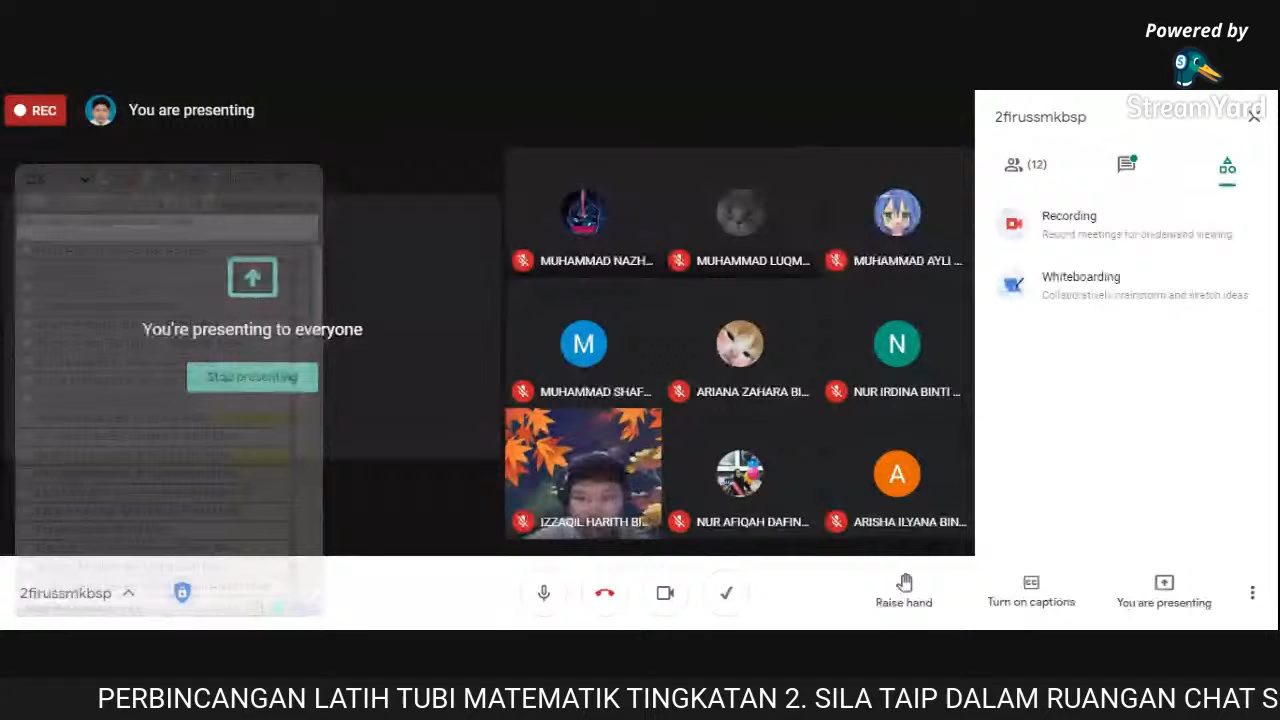 Powered by
StreamYard
REC
You are presenting
2firussmkbsp
(12)
Recording
Record meetings for on-demand viewing
Whiteboarding
Collaboratively brainstorm and sketch ideas
You're presenting to everyone
Stop presenting
MUHAMMAD NAZH...
MUHAMMAD LUQM...
MUHAMMAD AYLI ...
M
N
MUHAMMAD SHAF...
ARIANA ZAHARA BI...
NUR IRDINA BINTI ...
A
IZZAQIL HARITH BI...
NUR AFIQAH DAFIN...
ARISHA ILYANA BIN...
2firussmkbsp
Raise hand
Turn on captions
You are presenting
PERBINCANGAN LATIH TUBI MATEMATIK TINGKATAN 2. SILA TAIP DALAM RUANGAN CHAT S